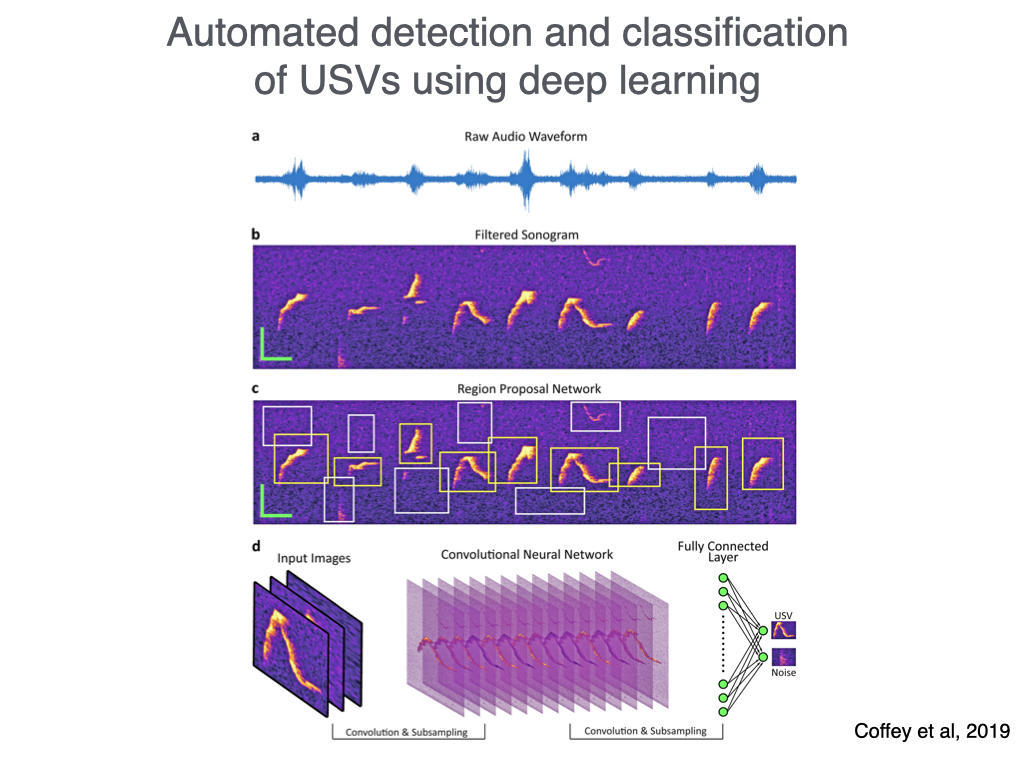 Automated detection and classification
of USVs using deep learning
a
Raw Audio Waveform
b
Filtered Sonogram
c
Region Proposal Network
d
Input Images
Convolutional Neural Network
Fully Connected
Layer
USV
Noise
Convolution & Subsampling
Convolution & Subsampling
Coffey et al, 2019